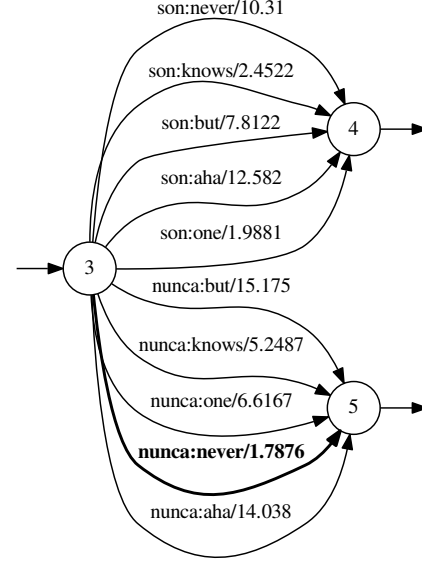 son:never/10.31
son:knows/2.4522
son:but/7.8122
4
son:aha/12.582
son:one/1.9881
3
nunca:but/15.175
nunca:knows/5.2487
nunca:one/6.6167
5
nunca:never/1.7876
nunca:aha/14.038